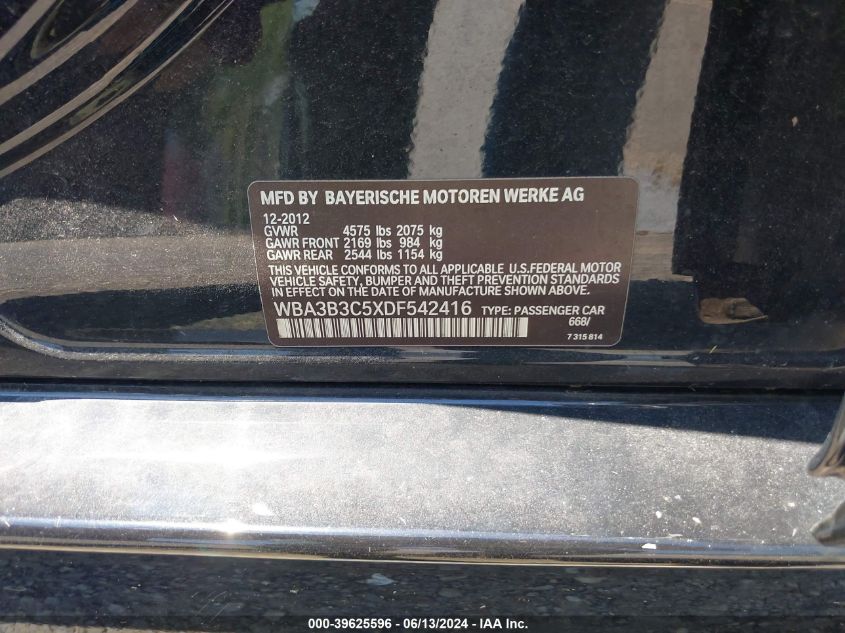 MFD BY BAYERISCHE MOTOREN WERKE AG
12-2012
GVWR 4575 lbs 2075 kg
GAWR FRONT 2169 lbs 984 kg
GAWR REAR 2544 lbs 1154 kg
THIS VEHICLE CONFORMS TO ALL APPLICABLE U.S.FEDERAL MOTOR
VEHICLE SAFETY, BUMPER AND THEFT PREVENTION STANDARDS
IN EFFECT ON THE DATE OF MANUFACTURE SHOWN ABOVE.
WBA3B3C5XDF542416 TYPE: PASSENGER CAR
668/
7 315 814
000-39625596 - 06/13/2024 - IAA Inc.